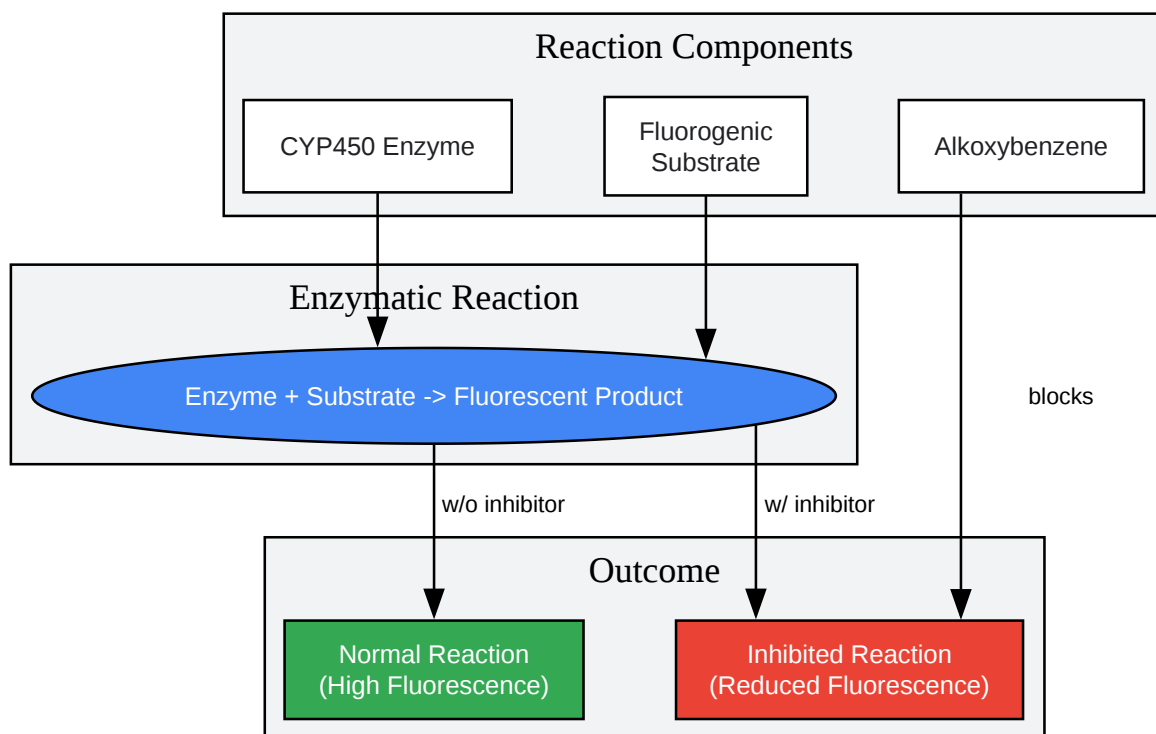 Reaction Components
CYP450 Enzyme
Fluorogenic
Substrate
Alkoxybenzene
Enzymatic Reaction
Enzyme + Substrate -> Fluorescent Product
blocks
w/o inhibitor
w/ inhibitor
Outcome
Normal Reaction
(High Fluorescence)
Inhibited Reaction
(Reduced Fluorescence)